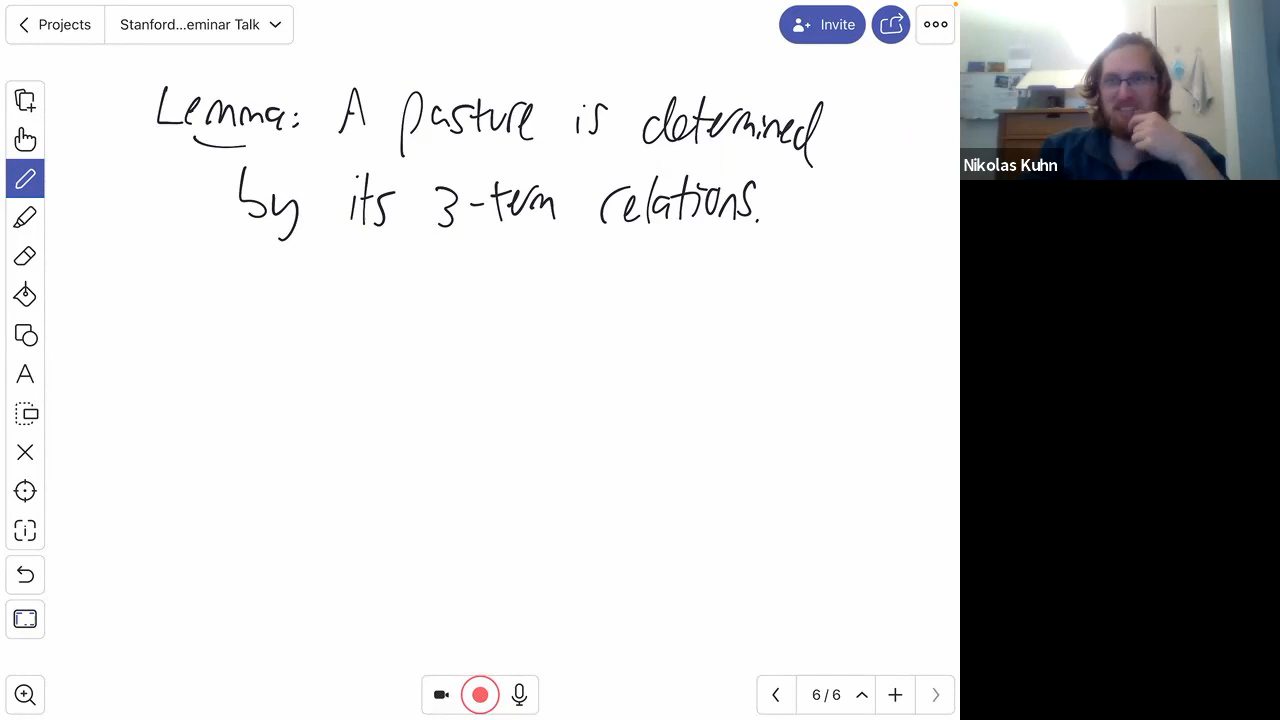 Projects
Stanford...eminar Talk
Invite
Lemma: A pasture is determined
by its 3-term relations.
Nikolas Kuhn
A
6 / 6